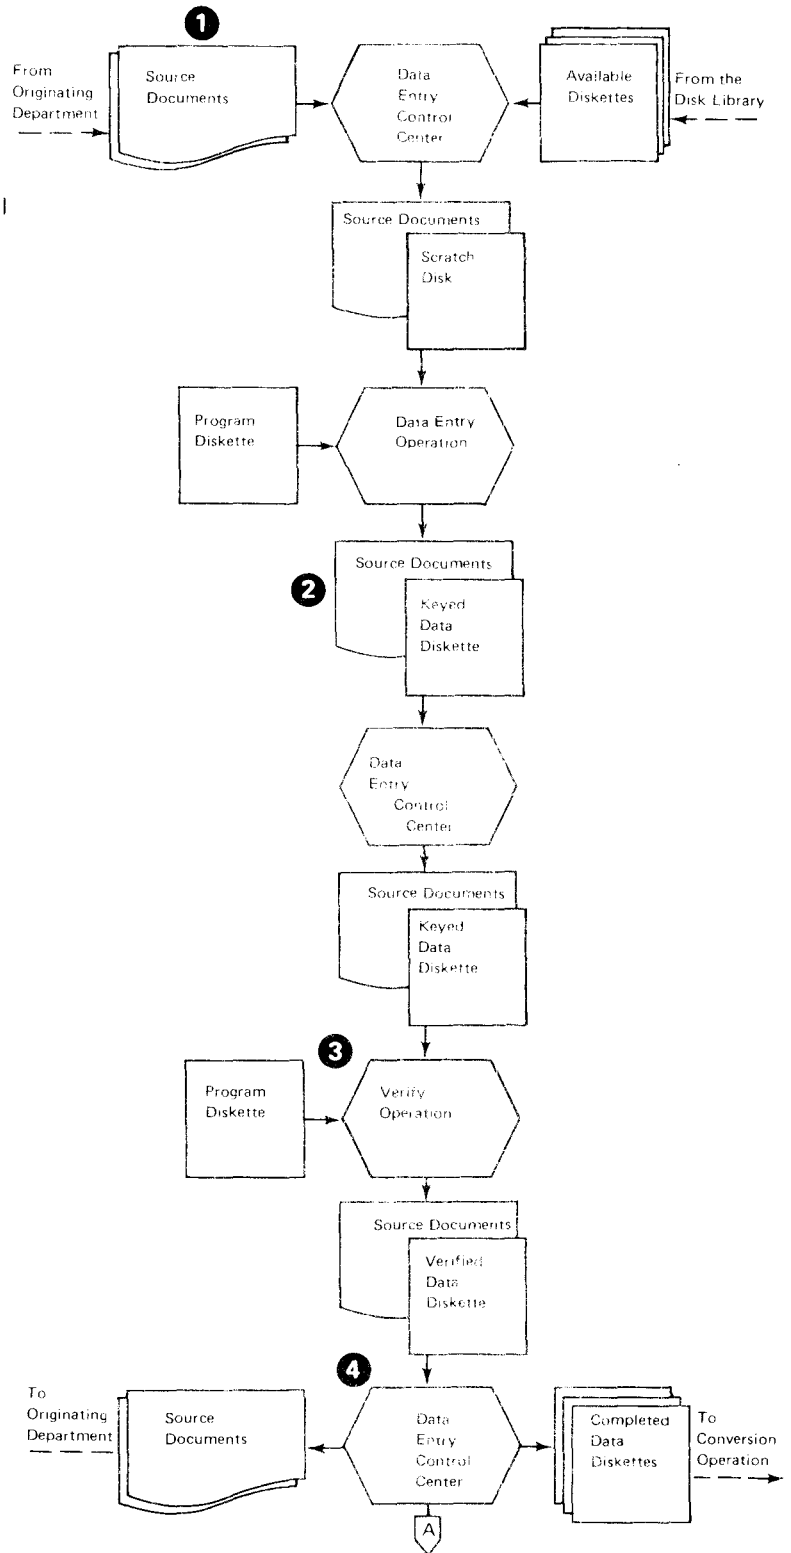 1
From
Originating
Department
Source
Documents
Data
Entry
Control
Center
Available
Diskettes
From the
Disk Library
Source Documents
Scratch
Disk
Program
Diskette
Data Entry
Operation
2
Source Documents
Keyed
Data
Diskette
Data
Entry
Control
Center
Source Documents
Keyed
Data
Diskette
3
Program
Diskette
Verify
Operation
Source Documents
Verified
Data
Diskette
4
To
Originating
Department
Source
Documents
Data
Entry
Control
Center
Completed
Data
Diskettes
To
Conversion
Operation
A